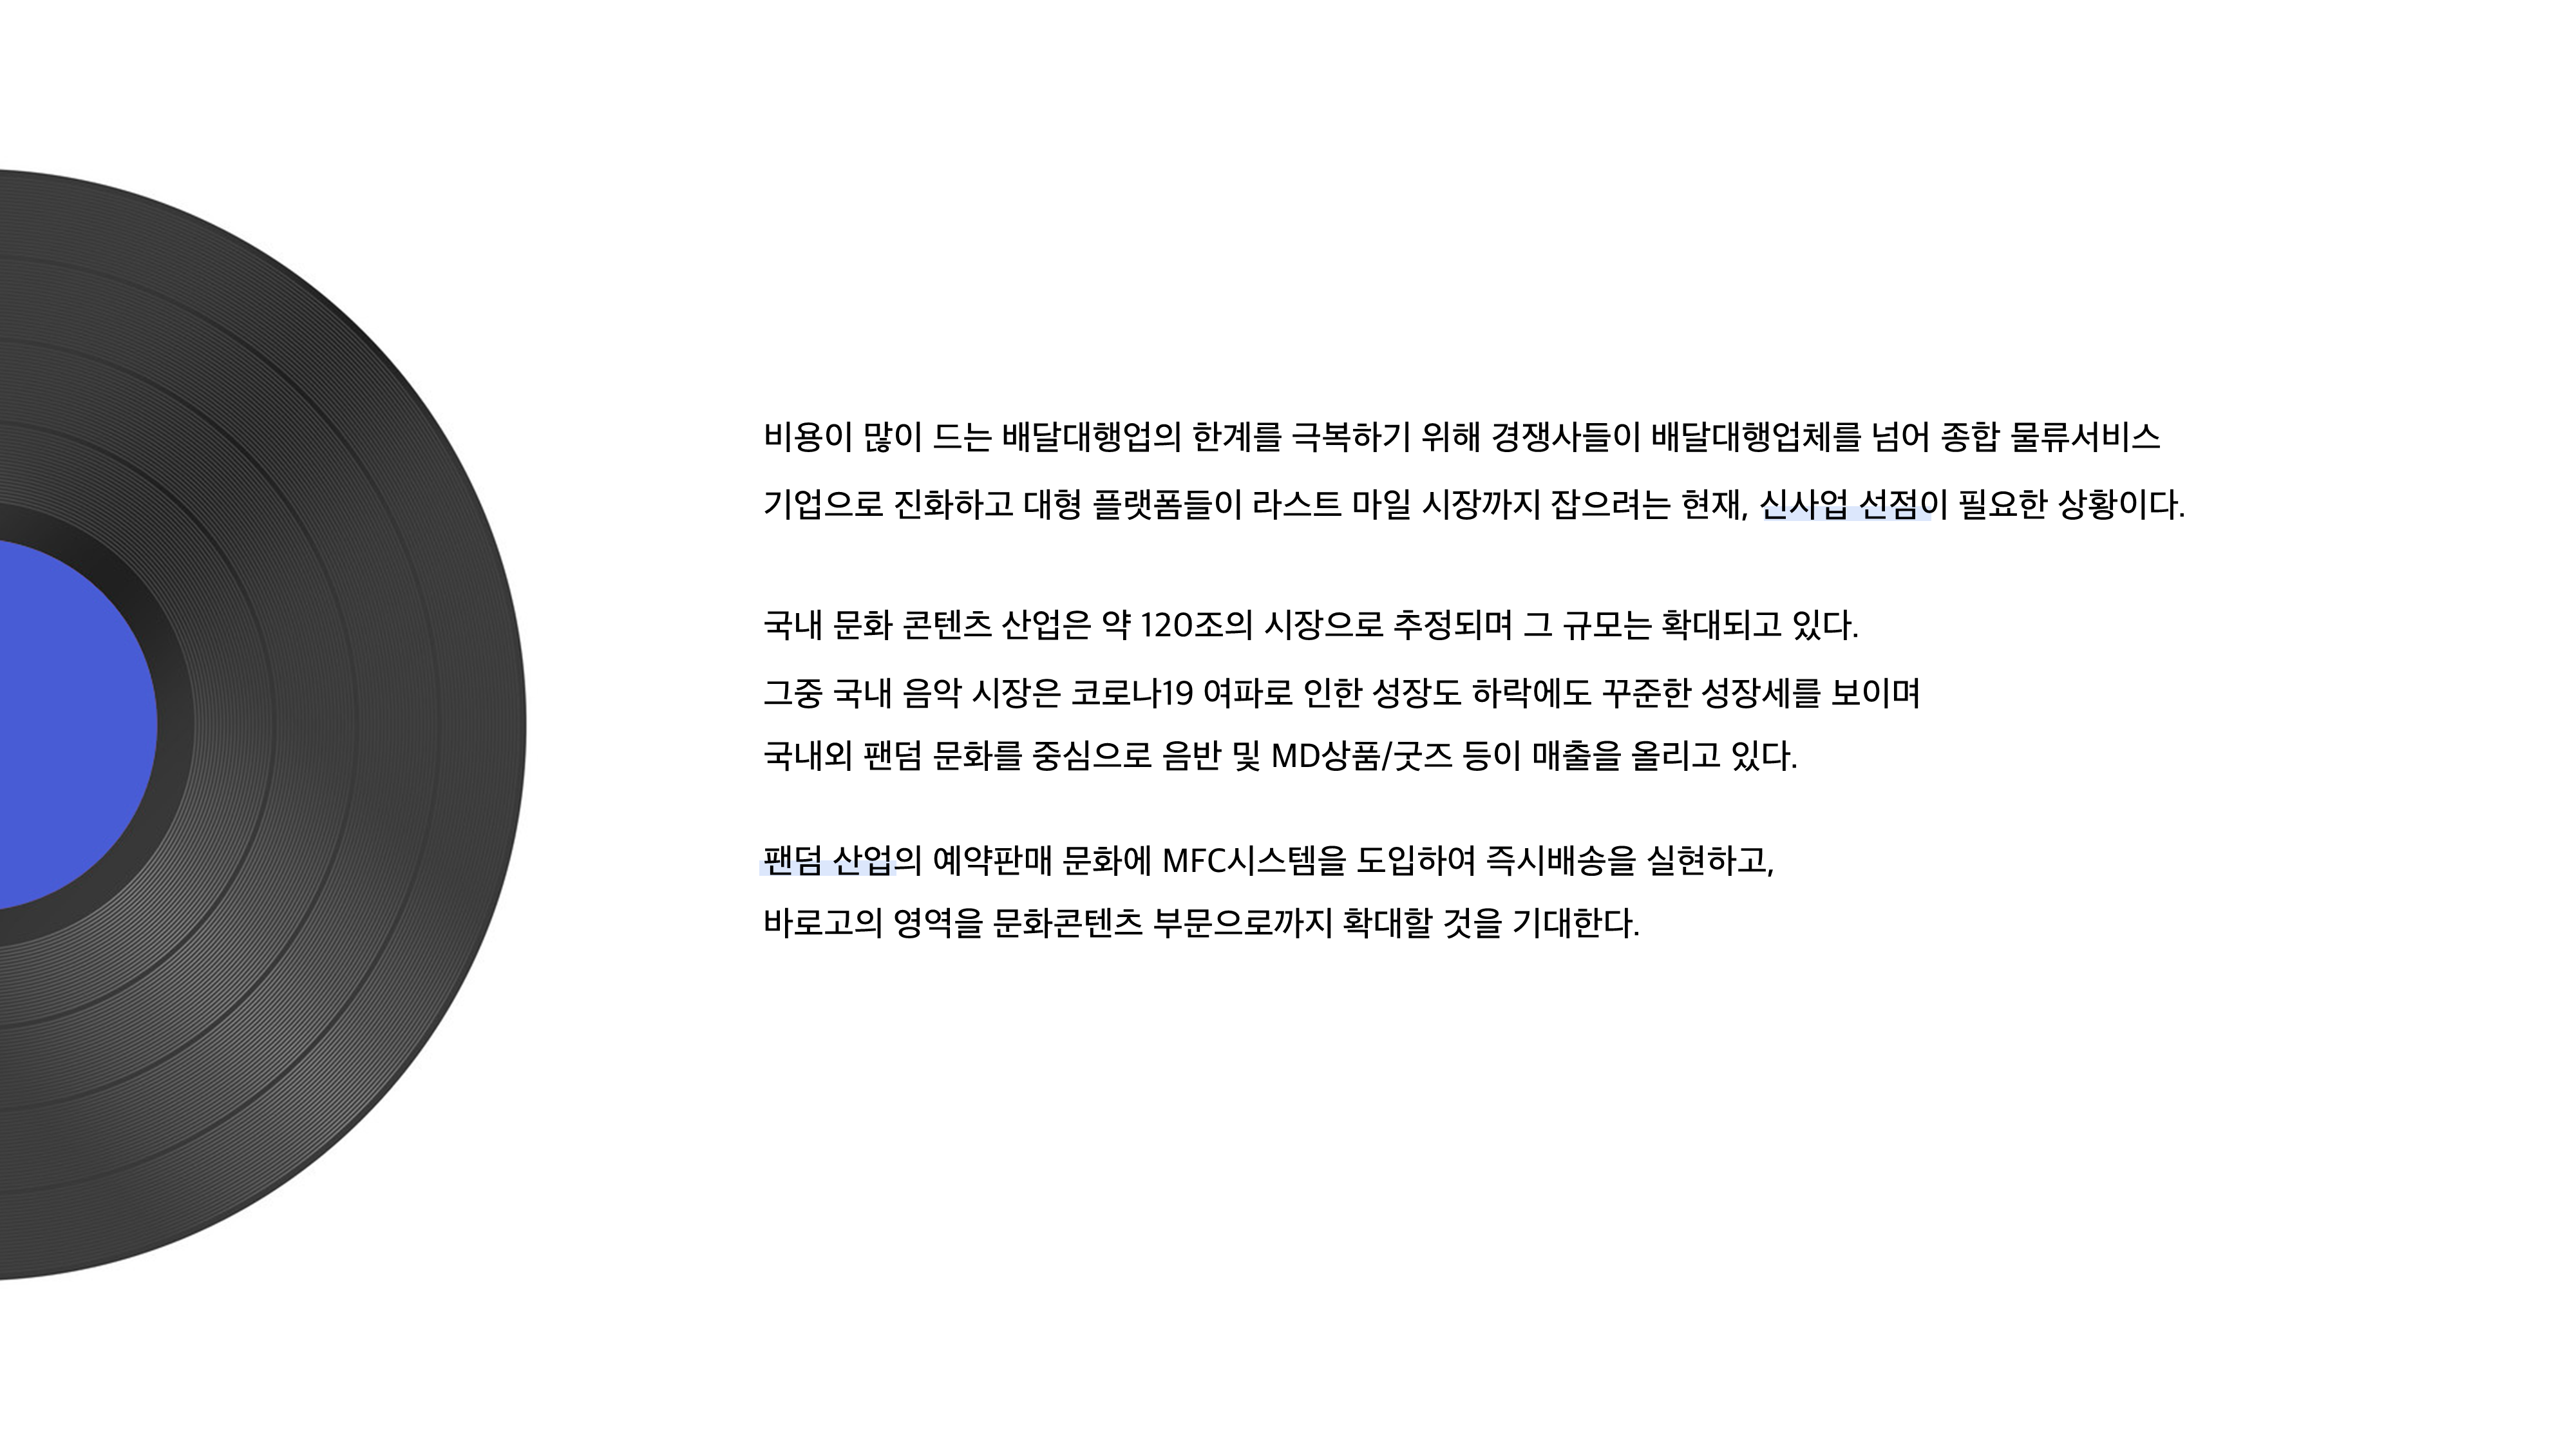 비용이 많이 드는 배달대행업의 한계를 극복하기 위해 경쟁사들이 배달대행업체를 넘어 종합 물류서비스
기업으로 진화하고 대형 플랫폼들이 라스트 마일 시장까지 잡으려는 현재, 신사업 선점이 필요한 상황이다.
국내 문화 콘텐츠 산업은 약 120조의 시장으로 추정되며 그 규모는 확대되고 있다.
그중 국내 음악 시장은 코로나19 여파로 인한 성장도 하락에도 꾸준한 성장세를 보이며
국내외 팬덤 문화를 중심으로 음반 및 MD상품/굿즈 등이 매출을 올리고 있다.
팬덤 산업의 예약판매 문화에 MFC시스템을 도입하여 즉시배송을 실현하고,
바로고의 영역을 문화콘텐츠 부문으로까지 확대할 것을 기대한다.